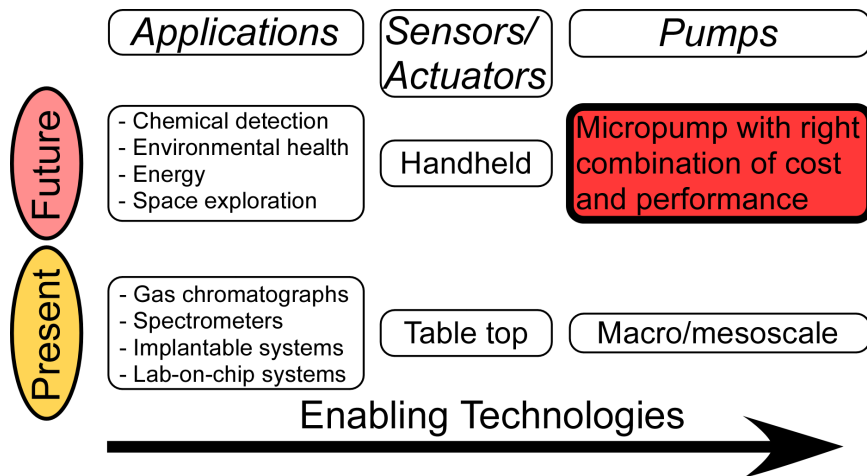 Applications
Sensors/
Actuators
Pumps
Future
- Chemical detection
- Environmental health
- Energy
- Space exploration
Handheld
Micropump with right
combination of cost
and performance
Present
- Gas chromatographs
- Spectrometers
- Implantable systems
- Lab-on-chip systems
Table top
Macro/mesoscale
Enabling Technologies